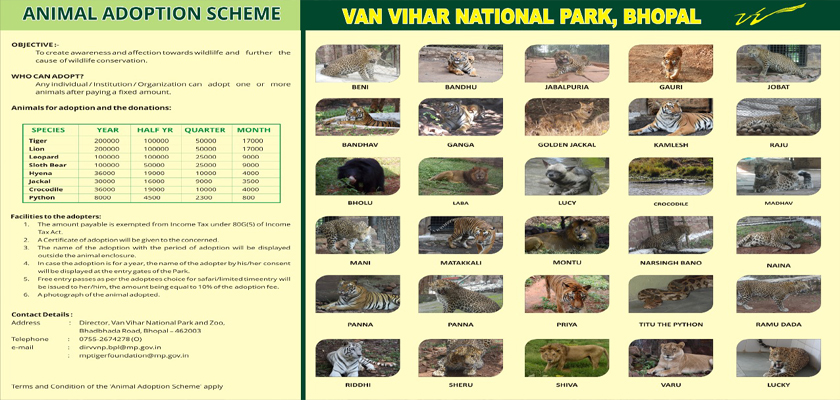 ANIMAL ADOPTION SCHEME
OBJECTIVE :-
To create awareness and affection towards wildlife and further the
cause of wildlife conservation.
WHO CAN ADOPT?
Any individual / Institution / Organization can adopt one or more
animals after paying a fixed amount.
Animals for adoption and the donations:
SPECIES YEAR HALF YR QUARTER MONTH
Tiger 200000 100000 50000 17000
Lion 200000 100000 50000 17000
Leopard 100000 100000 25000 9000
Sloth Bear 100000 50000 25000 9000
Hyena 36000 19000 10000 4000
Jackal 30000 16000 9000 3500
Crocodile 36000 19000 10000 4000
Python 8000 4500 2300 800
Facilities to the adopters:
1. The amount payable is exempted from Income Tax under 80G(5) of Income
Tax Act.
2. A Certificate of adoption will be given to the concerned.
3. The name of the adoption with the period of adoption will be displayed
outside the animal enclosure.
4. In case the adoption is for a year, the name of the adopter by his/her consent
will be displayed at the entry gates of the Park.
5. Free entry passes as per the adoptees choice for safari/limited timeentry will
be issued to her/him, the amount being equal to 10% of the adoption fee.
6. A photograph of the animal adopted.
Contact Details :
Address : Director, Van Vihar National Park and Zoo,
Bhadbhada Road, Bhopal – 462003
Telephone : 0755-2674278 (O)
e-mail : dirvvnp.bpl@mp.gov.in
: mptigerfoundation@mp.gov.in
Terms and Condition of the 'Animal Adoption Scheme' apply
VAN VIHAR NATIONAL PARK, BHOPAL
BENI BANDHU JABALPURIA GAURI JOBAT
BANDHAV GANGA GOLDEN JACKAL KAMLESH RAJU
BHOLU LABA LUCY CROCODILE MADHAV
MANI MATAKKALI MONTU NARSINGH BANO NAINA
PANNA PANNA PRIYA TITU THE PYTHON RAMU DADA
RIDDHI SHERU SHIVA VARU LUCKY